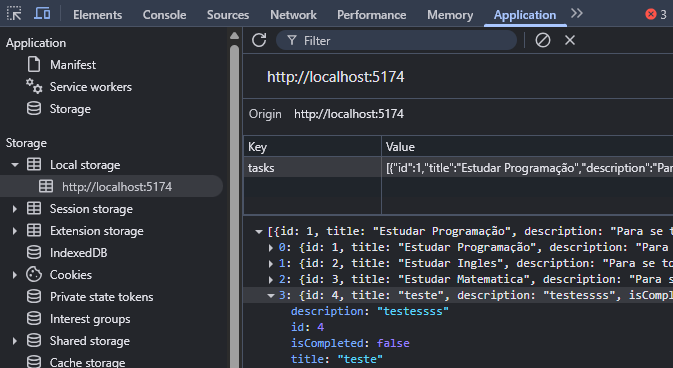 Elements Console Sources Network Performance Memory Application 3
Application
Manifest
Service workers
Storage
Storage
Local storage
http://localhost:5174
Session storage
Extension storage
IndexedDB
Cookies
Private state tokens
Interest groups
Shared storage
Cache storage
Filter
http://localhost:5174
Origin http://localhost:5174
Key Value
tasks [{"id":1,"title":"Estudar Programação","description":"Par
[{id: 1, title: "Estudar Programação", description: "Para se t
0: {id: 1, title: "Estudar Programação", description: "Para
1: {id: 2, title: "Estudar Ingles", description: "Para se to
2: {id: 3, title: "Estudar Matematica", description: "Para s
3: {id: 4, title: "teste", description: "testessss", isCompl
description: "testessss"
id: 4
isCompleted: false
title: "teste"